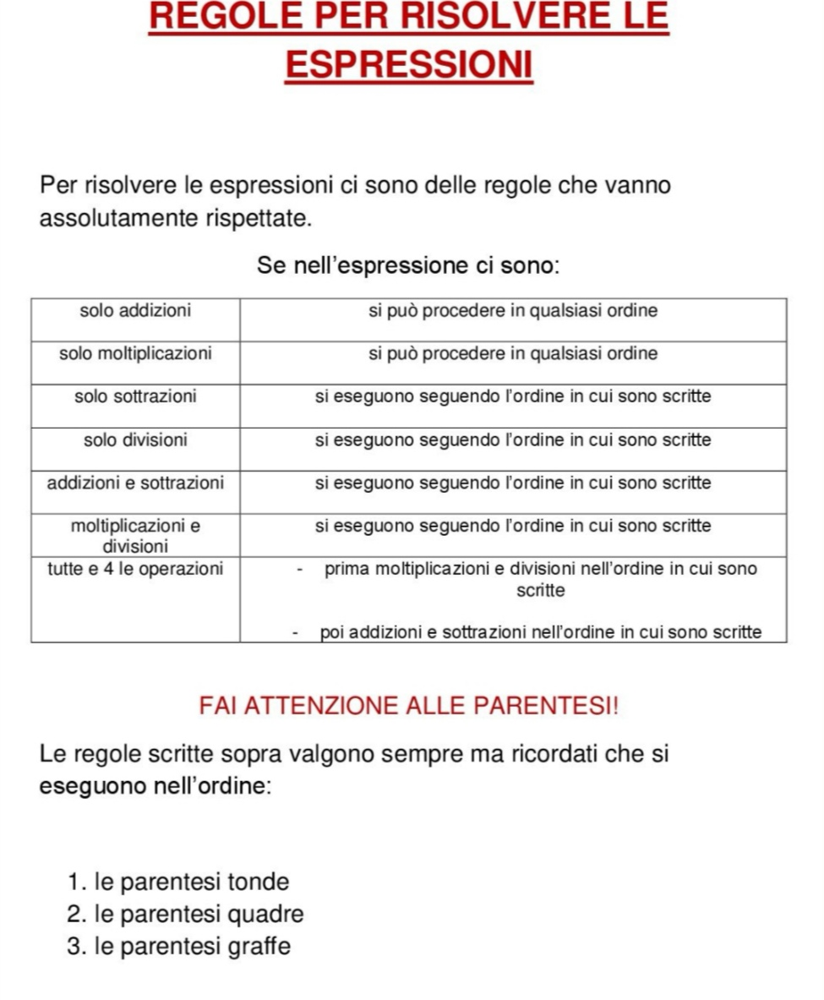 REGOLE PER RISOLVERE LE
ESPRESSIONI
Per risolvere le espressioni ci sono delle regole che vanno
assolutamente rispettate.
Se nell'espressione ci sono:
solo addizioni si può procedere in qualsiasi ordine
solo moltiplicazioni si può procedere in qualsiasi ordine
solo sottrazioni si eseguono seguendo l'ordine in cui sono scritte
solo divisioni si eseguono seguendo l'ordine in cui sono scritte
addizioni e sottrazioni si eseguono seguendo l'ordine in cui sono scritte
moltiplicazioni e
divisioni
si eseguono seguendo l'ordine in cui sono scritte
tutte e 4 le operazioni
- prima moltiplicazioni e divisioni nell'ordine in cui sono
scritte
- poi addizioni e sottrazioni nell'ordine in cui sono scritte
FAI ATTENZIONE ALLE PARENTESI!
Le regole scritte sopra valgono sempre ma ricordati che si
eseguono nell'ordine:
1. le parentesi tonde
2. le parentesi quadre
3. le parentesi graffe